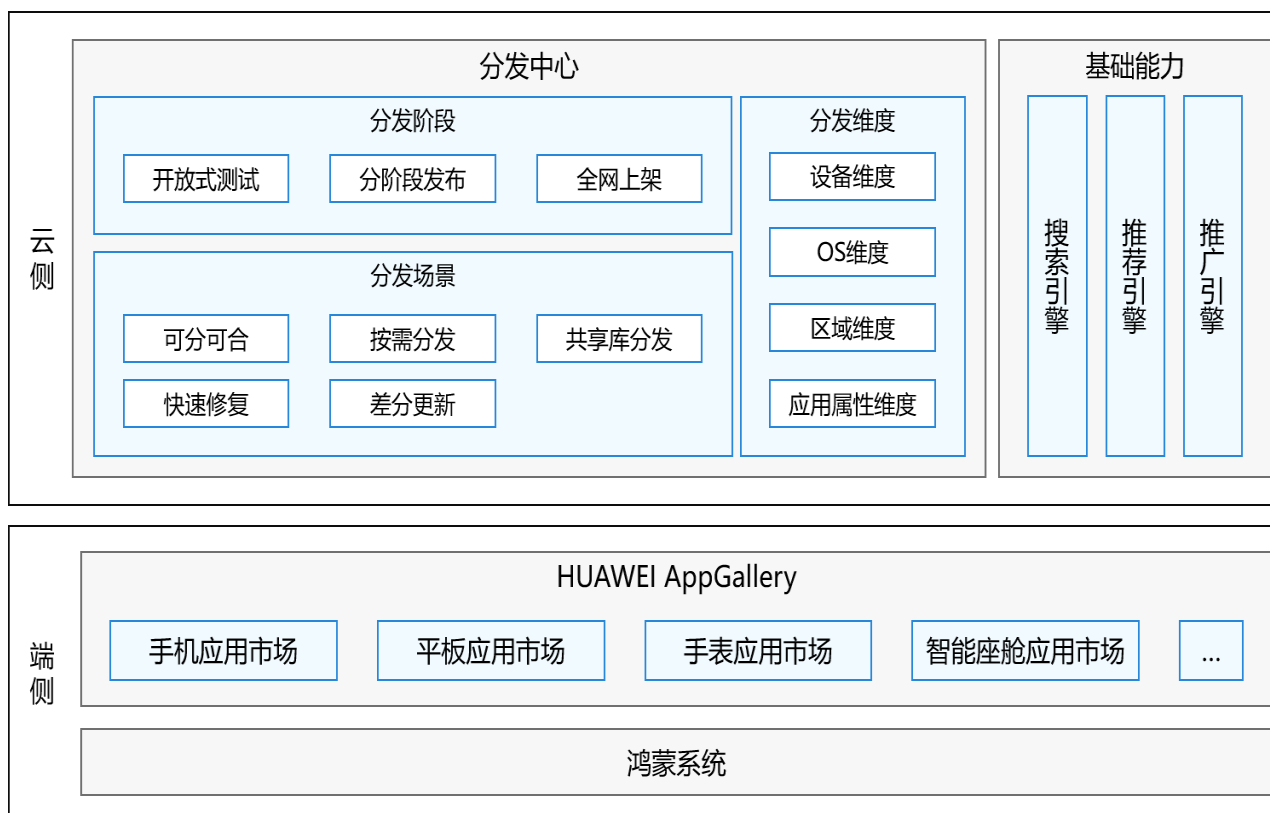 云侧
分发中心
分发阶段
开放式测试
分阶段发布
全网上架
分发场景
可分可合
按需分发
共享库分发
快速修复
差分更新
分发维度
设备维度
OS维度
区域维度
应用属性维度
基础能力
搜索引擎
推荐引擎
推广引擎
端侧
HUAWEI AppGallery
手机应用市场
平板应用市场
手表应用市场
智能座舱应用市场
...
鸿蒙系统